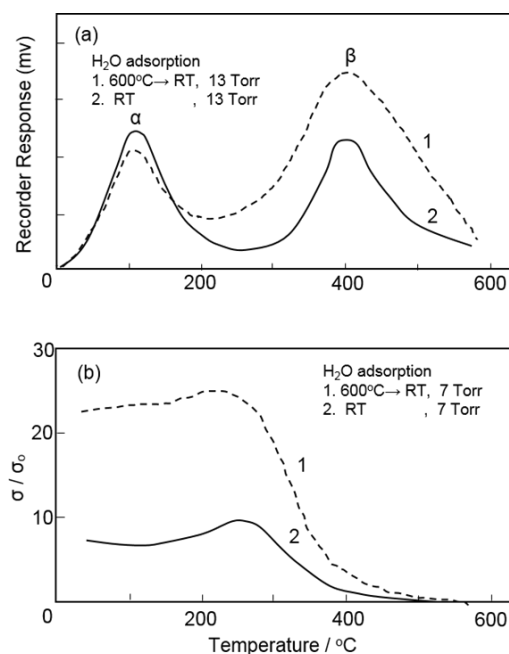 (a)
H₂O adsorption
1. 600°C→ RT, 13 Torr
2. RT , 13 Torr
α
β
1
2
Recorder Response (mv)
0
200
400
600
30
(b)
H₂O adsorption
1. 600°C→ RT, 7 Torr
2. RT , 7 Torr
20
1
σ / σₒ
10
2
0
0
200
400
600
Temperature / °C